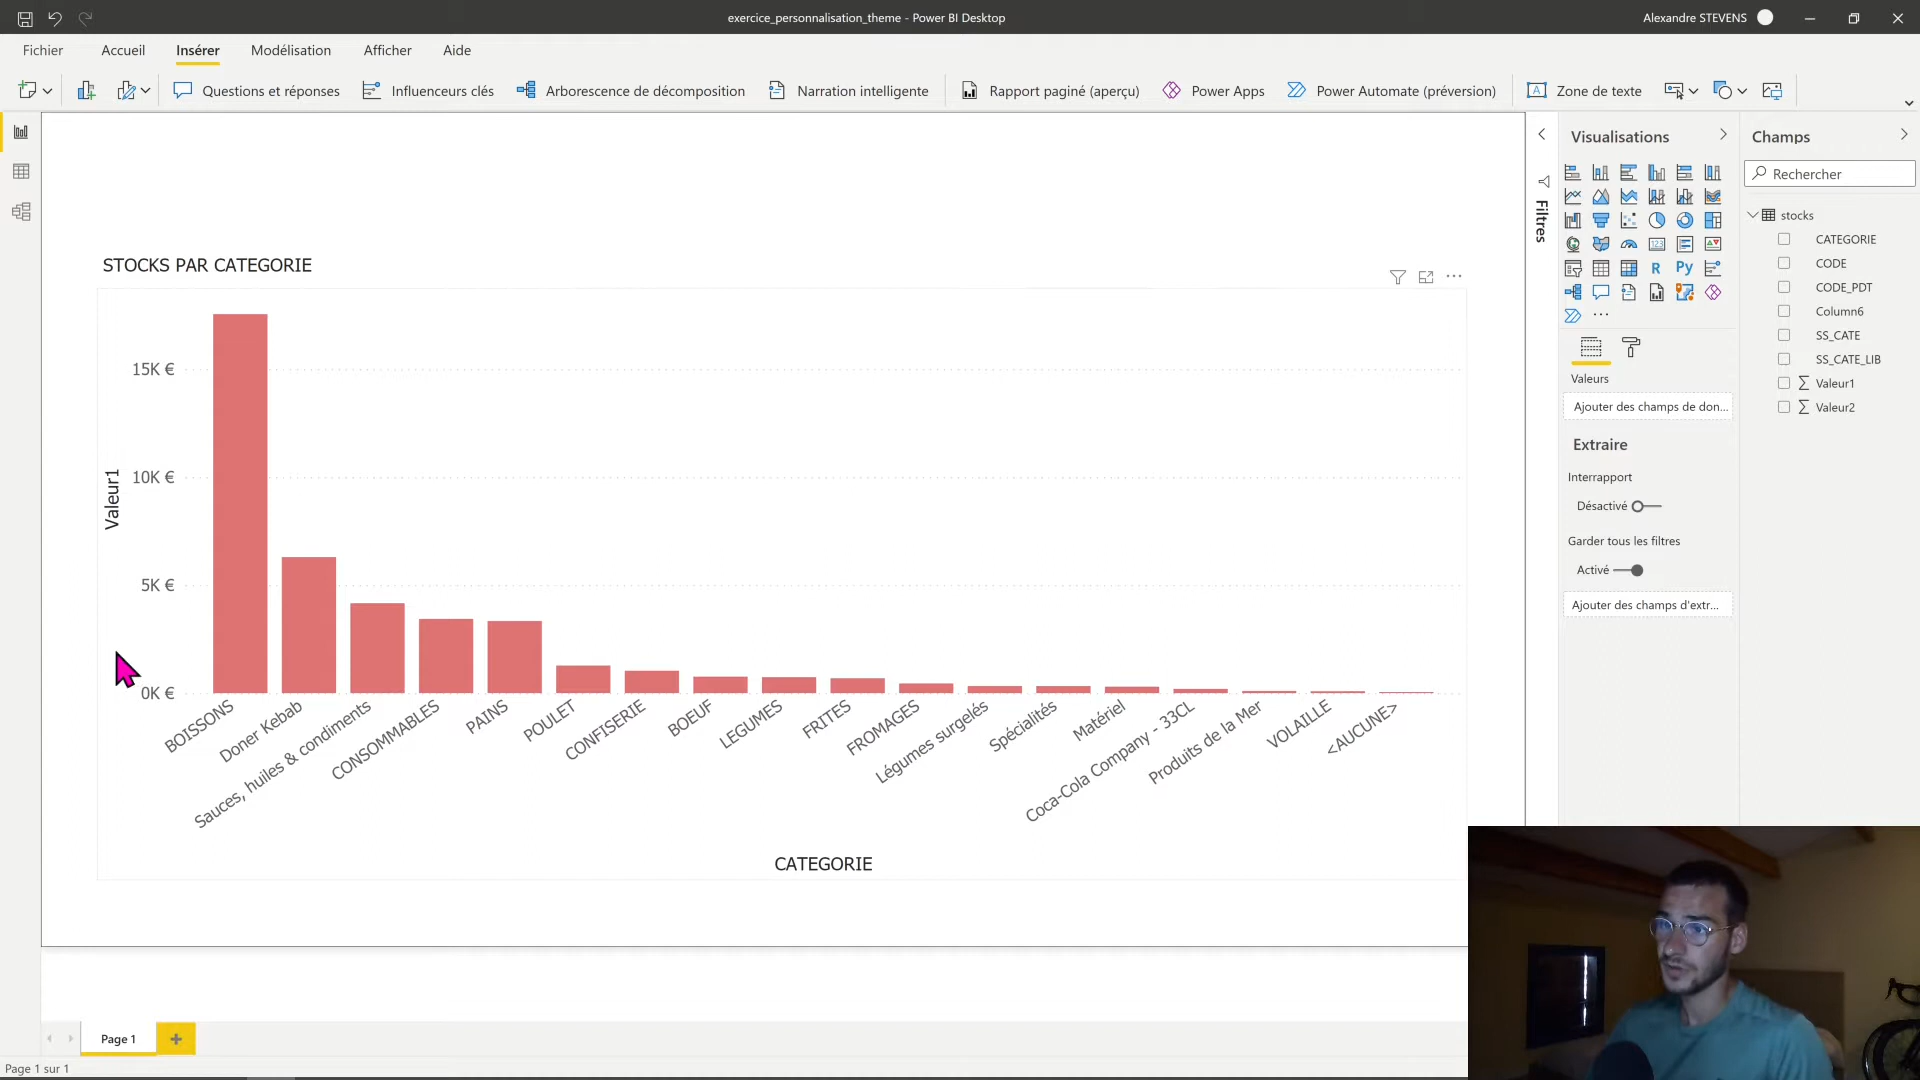 exercice_personnalisation_theme - Power BI Desktop
Alexandre STEVENS
Fichier
Accueil
Insérer
Modélisation
Afficher
Aide
Questions et réponses
Influenceurs clés
Arborescence de décomposition
Narration intelligente
Rapport paginé (aperçu)
Power Apps
Power Automate (préversion)
Zone de texte
STOCKS PAR CATEGORIE
15K €
10K €
5K €
0K €
Valeur1
BOISSONS
Doner Kebab
Sauces, huiles & condiments
CONSOMMABLES
PAINS
POULET
CONFISERIE
BOEUF
LEGUMES
FRITES
FROMAGES
Légumes surgelés
Spécialités
Matériel
Coca-Cola Company - 33CL
Produits de la Mer
VOLAILLE
<AUCUNE>
CATEGORIE
Filtres
Visualisations
R
Py
123
Valeurs
Ajouter des champs de don...
Extraire
Interrapport
Désactivé
Garder tous les filtres
Activé
Ajouter des champs d'extr...
Champs
Rechercher
stocks
CATEGORIE
CODE
CODE_PDT
Column6
SS_CATE
SS_CATE_LIB
Valeur1
Valeur2
Page 1
Page 1 sur 1